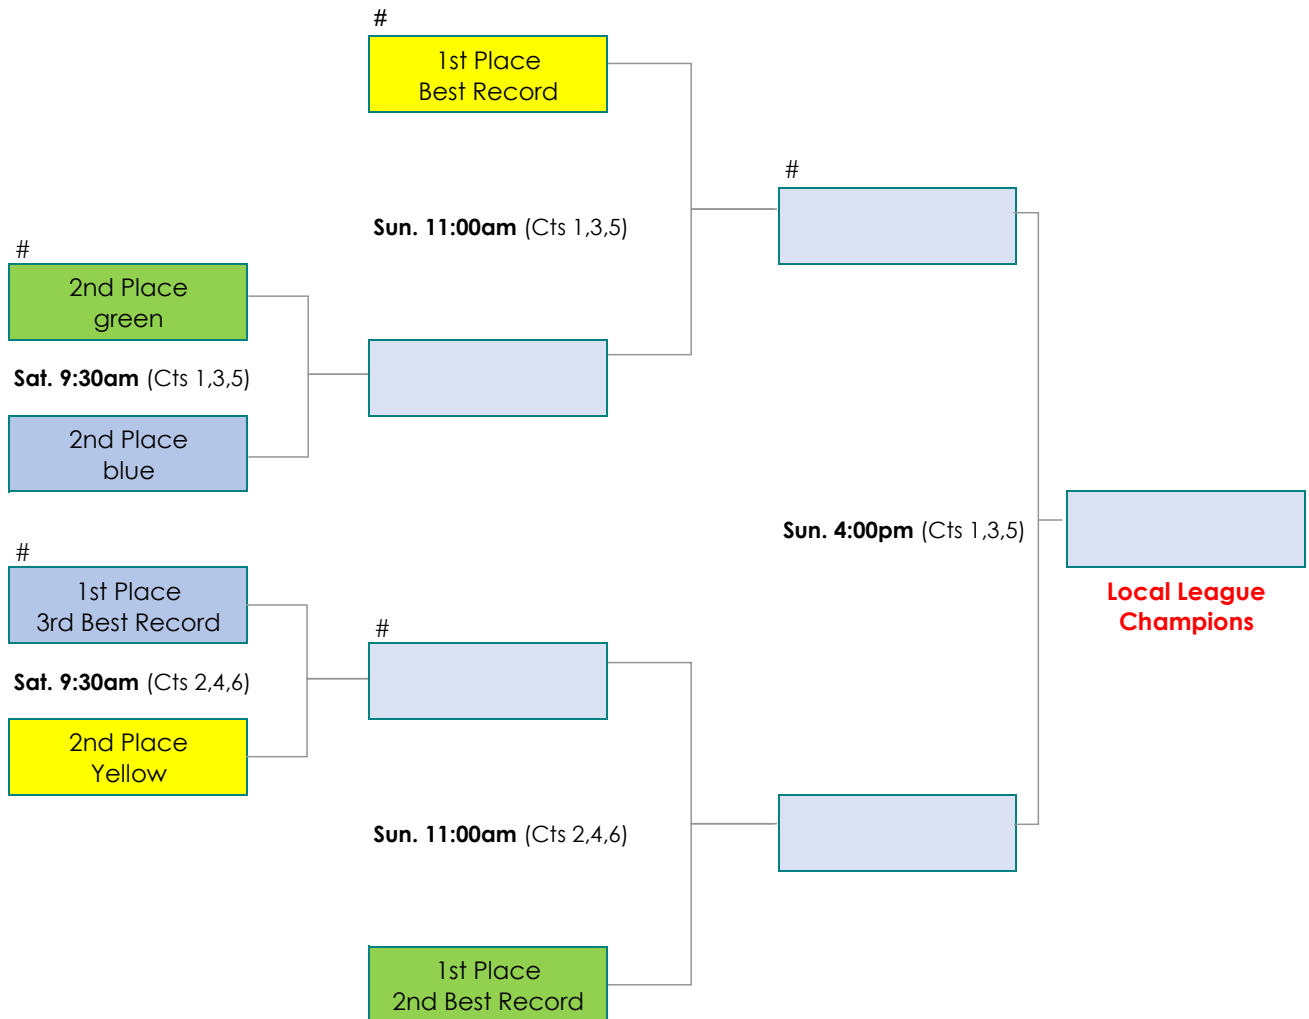 #
1st Place
Best Record
#
Sun. 11:00am (Cts 1,3,5)
#
2nd Place
green
Sat. 9:30am (Cts 1,3,5)
2nd Place
blue
Sun. 4:00pm (Cts 1,3,5)
#
1st Place
3rd Best Record
Local League
Champions
#
Sat. 9:30am (Cts 2,4,6)
2nd Place
Yellow
Sun. 11:00am (Cts 2,4,6)
1st Place
2nd Best Record